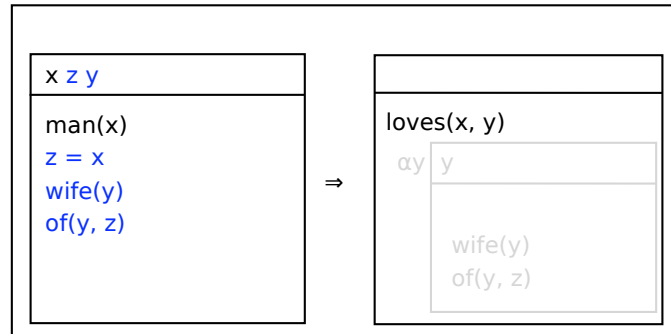 x z y
man(x)
z = x
wife(y)
of(y, z)
⇒
loves(x, y)
αy y
wife(y)
of(y, z)